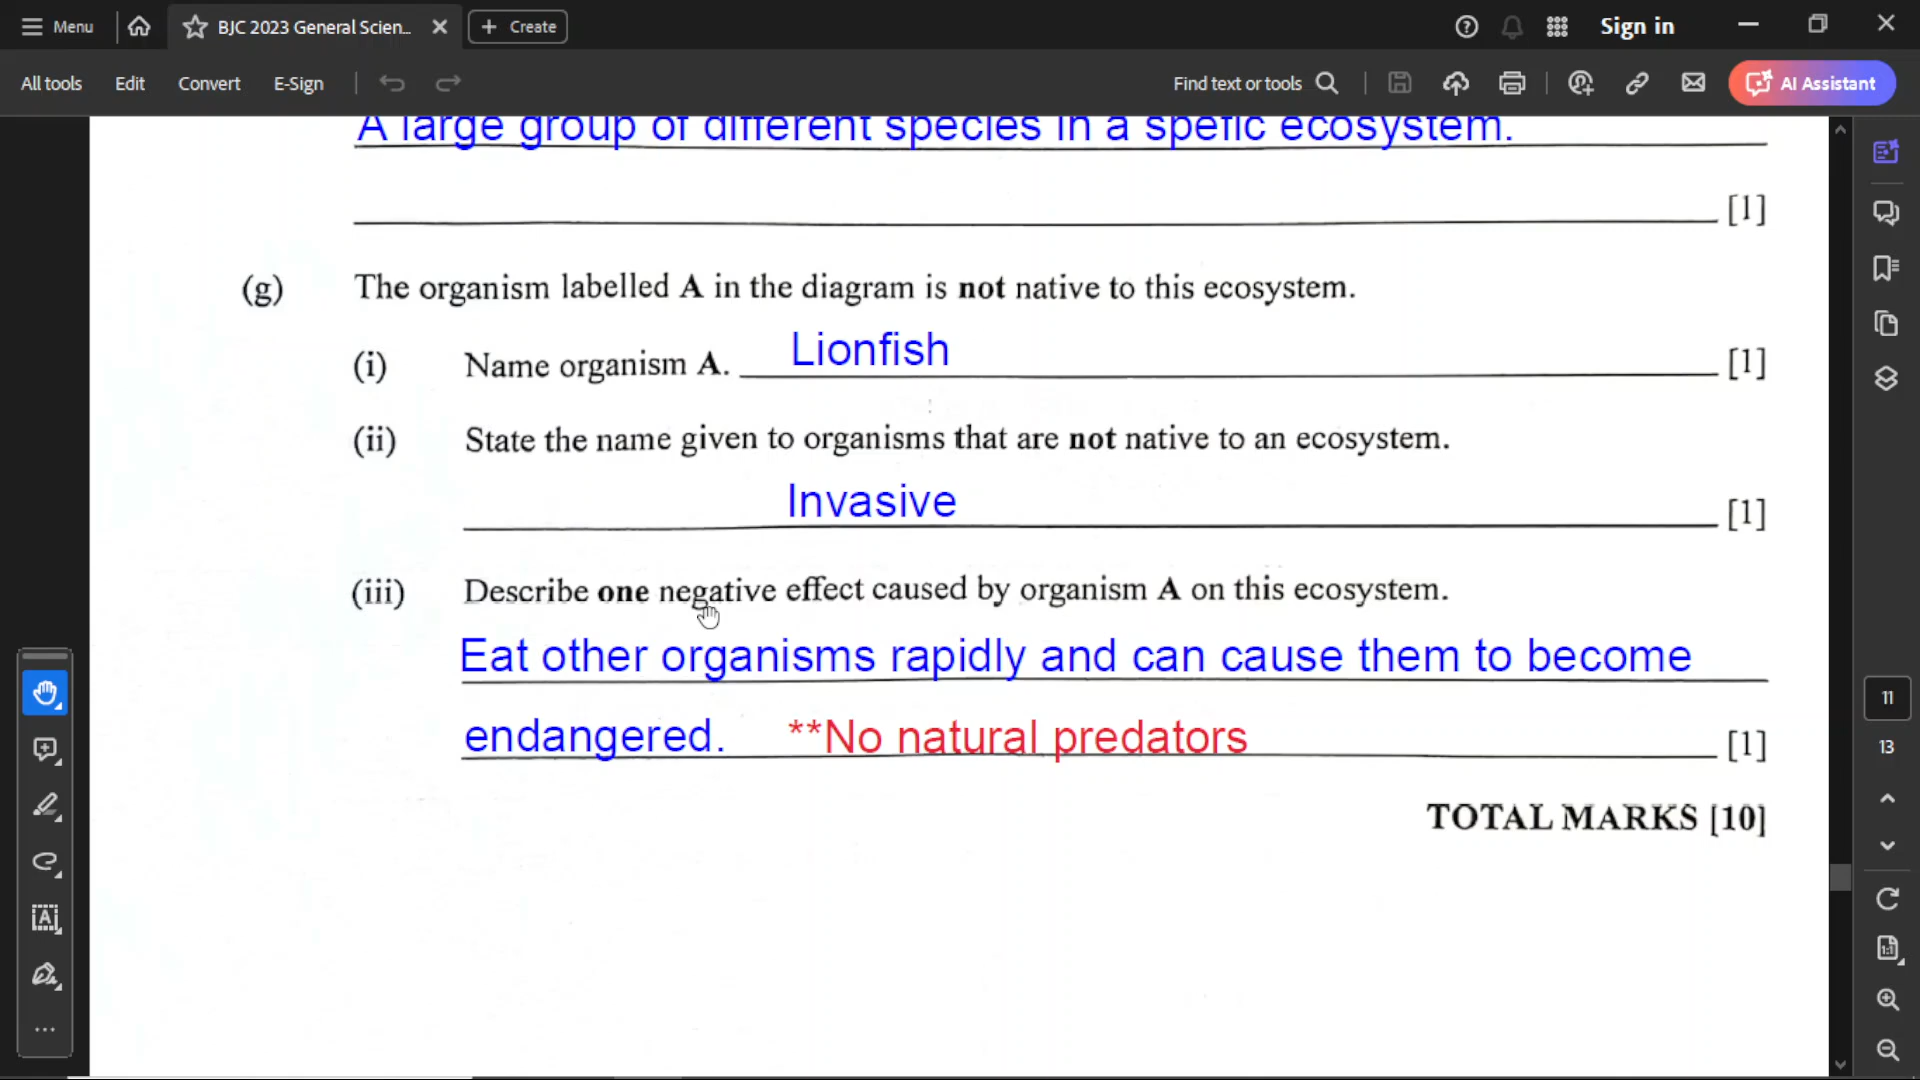 Menu
BJC 2023 General Scien...
Create
Sign in
All tools
Edit
Convert
E-Sign
Find text or tools
AI Assistant
A large group of different species in a spefic ecosystem.
[1]
(g) The organism labelled A in the diagram is not native to this ecosystem.
(i) Name organism A. Lionfish [1]
(ii) State the name given to organisms that are not native to an ecosystem.
Invasive [1]
(iii) Describe one negative effect caused by organism A on this ecosystem.
Eat other organisms rapidly and can cause them to become
endangered. **No natural predators [1]
TOTAL MARKS [10]
11
13